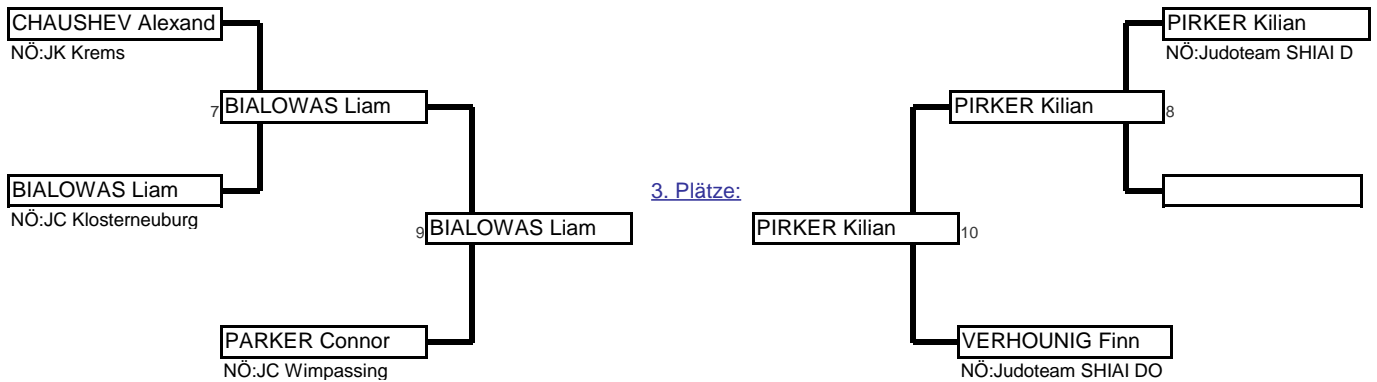 CHAUSHEV Alexand
NÖ:JK Krems
7 BIALOWAS Liam
BIALOWAS Liam
NÖ:JC Klosterneuburg
9 BIALOWAS Liam
PARKER Connor
NÖ:JC Wimpassing
3. Plätze:
PIRKER Kilian
NÖ:Judoteam SHIAI D
PIRKER Kilian 8
PIRKER Kilian 10
VERHOUNIG Finn
NÖ:Judoteam SHIAI DO